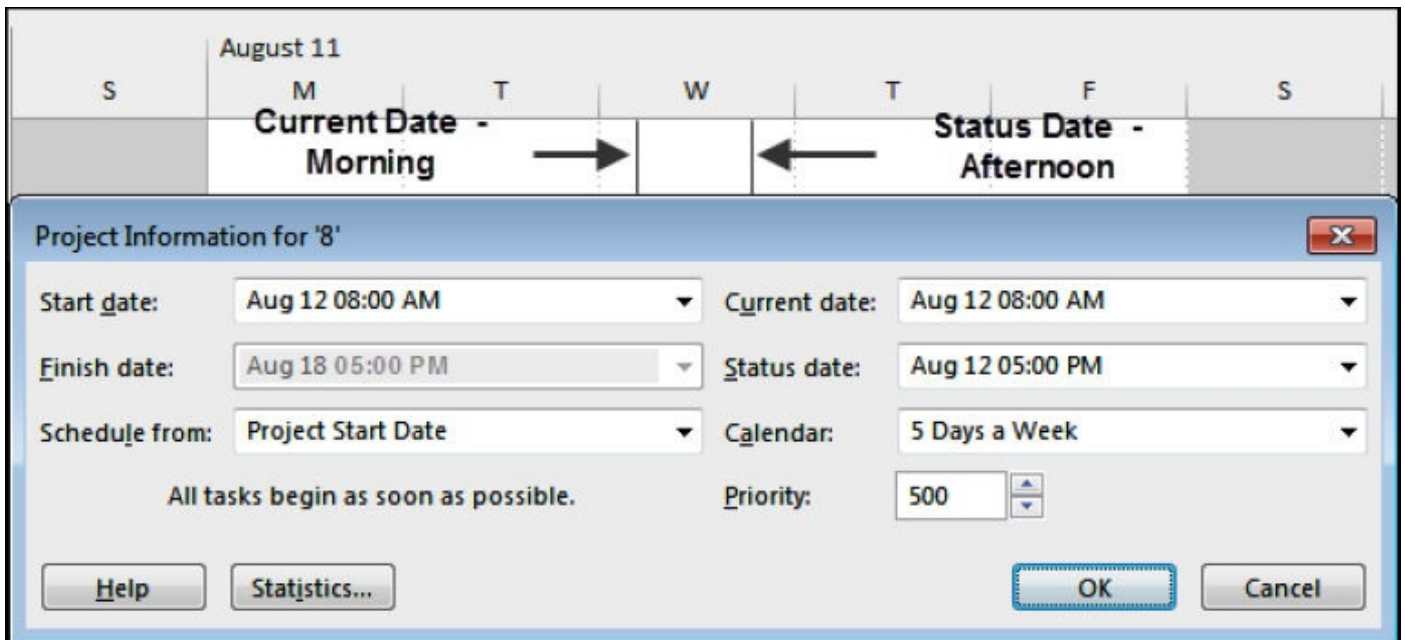 August 11
S M T W T F S
Current Date - Status Date -
Morning Afternoon
Project Information for '8'
Start date: Aug 12 08:00 AM Current date: Aug 12 08:00 AM
Finish date: Aug 18 05:00 PM Status date: Aug 12 05:00 PM
Schedule from: Project Start Date Calendar: 5 Days a Week
All tasks begin as soon as possible. Priority: 500
Help Statistics... OK Cancel